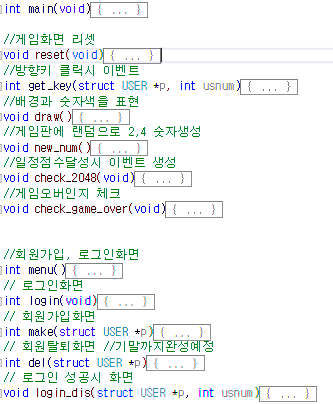 int main(void) { ... }
//게임화면 리셋
void reset(void) { ... }
//방향키 클릭시 이벤트
int get_key(struct USER *p, int usnum) { ... }
//배경과 숫자색을 표현
void draw() { ... }
//게임판에 랜덤으로 2,4 숫자생성
void new_num() { ... }
//일정점수달성시 이벤트 생성
void check_2048(void) { ... }
//게임오버인지 체크
void check_game_over(void) { ... }
//회원가입, 로그인화면
int menu() { ... }
// 로그인화면
int login(void) { ... }
// 회원가입화면
int make(struct USER *p) { ... }
// 회원탈퇴화면 //기말까지완성예정
int del(struct USER *p) { ... }
// 로그인 성공시 화면
void login_dis(struct USER *p, int usnum) { ... }